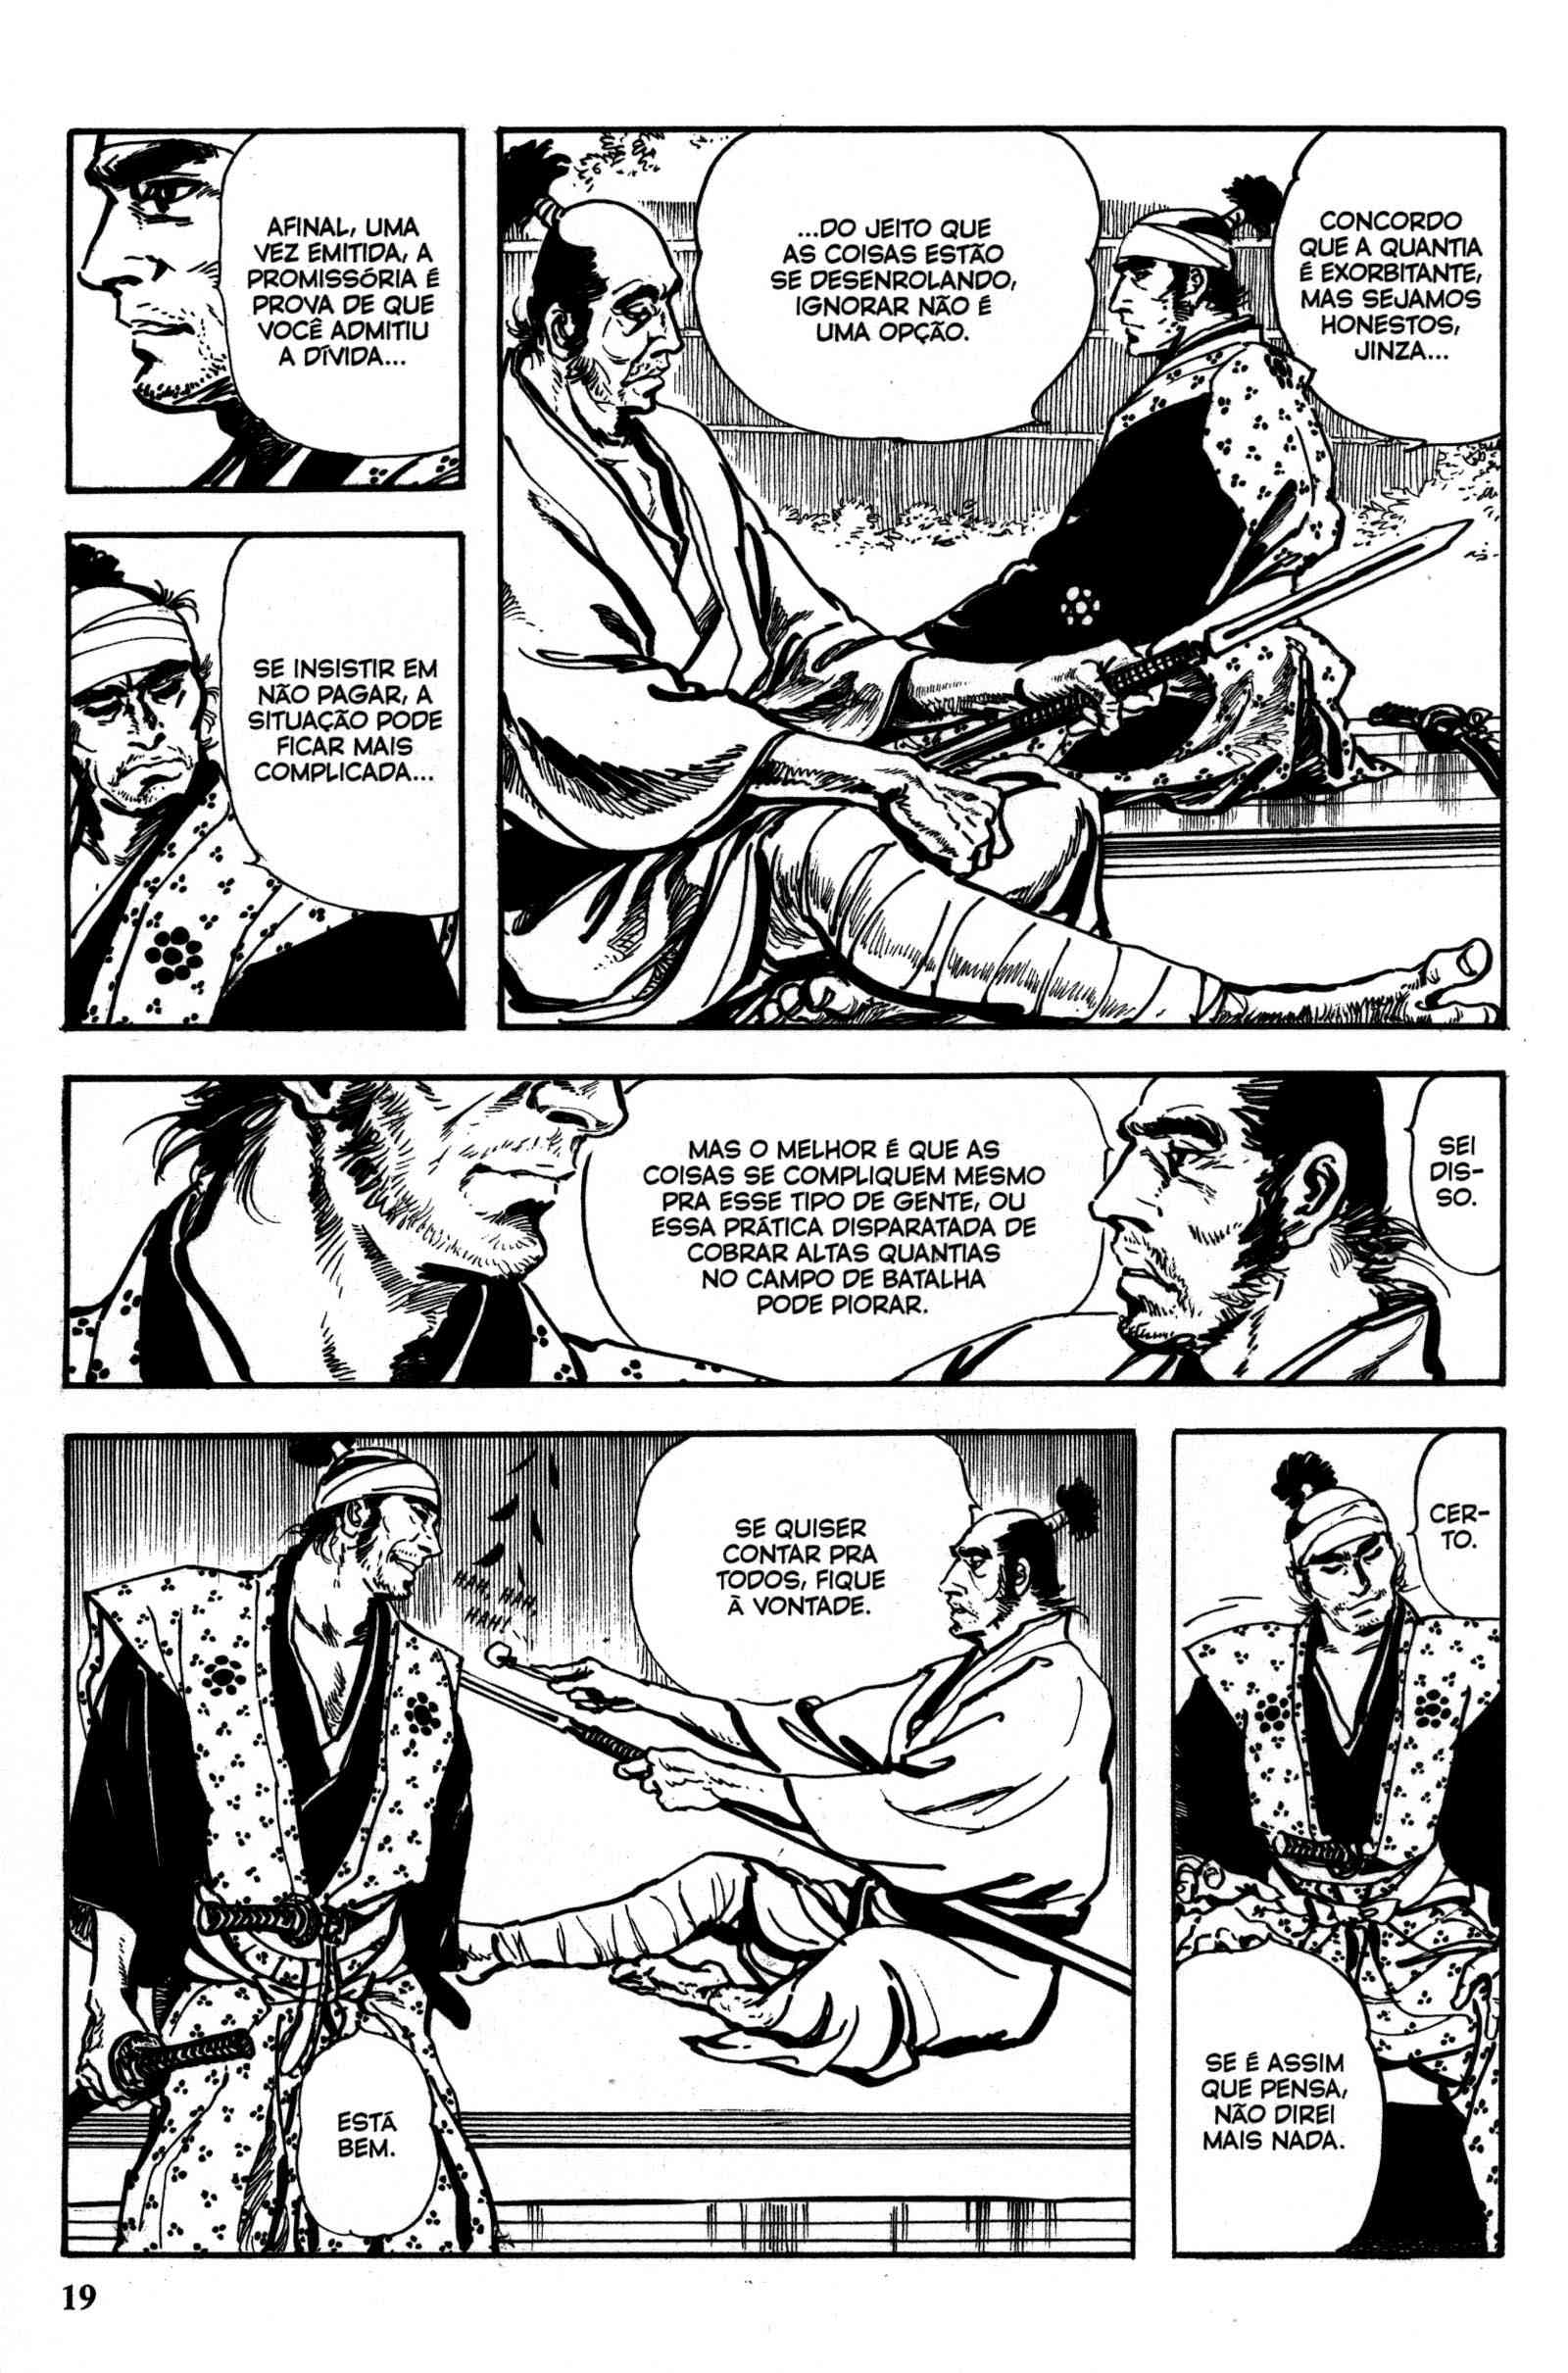 CONCORDO
QUE A QUANTIA
É EXORBITANTE,
MAS SEJAMOS
HONESTOS,
JINZA...
...DO JEITO QUE
AS COISAS ESTÃO
SE DESENROLANDO,
IGNORAR NÃO É
UMA OPÇÃO.
AFINAL, UMA
VEZ EMITIDA, A
PROMISSÓRIA É
PROVA DE QUE
VOCÊ ADMITIU
A DÍVIDA...
SE INSISTIR EM
NÃO PAGAR, A
SITUAÇÃO PODE
FICAR MAIS
COMPLICADA...
SEI
DIS-
SO.
MAS O MELHOR É QUE AS
COISAS SE COMPLIQUEM MESMO
PRA ESSE TIPO DE GENTE, OU
ESSA PRÁTICA DISPARATADA DE
COBRAR ALTAS QUANTIAS
NO CAMPO DE BATALHA
PODE PIORAR.
CER-
TO.
SE É ASSIM
QUE PENSA,
NÃO DIREI
MAIS NADA.
SE QUISER
CONTAR PRA
TODOS, FIQUE
À VONTADE.
HAH, HAH,
HAH!
ESTÁ
BEM.
19